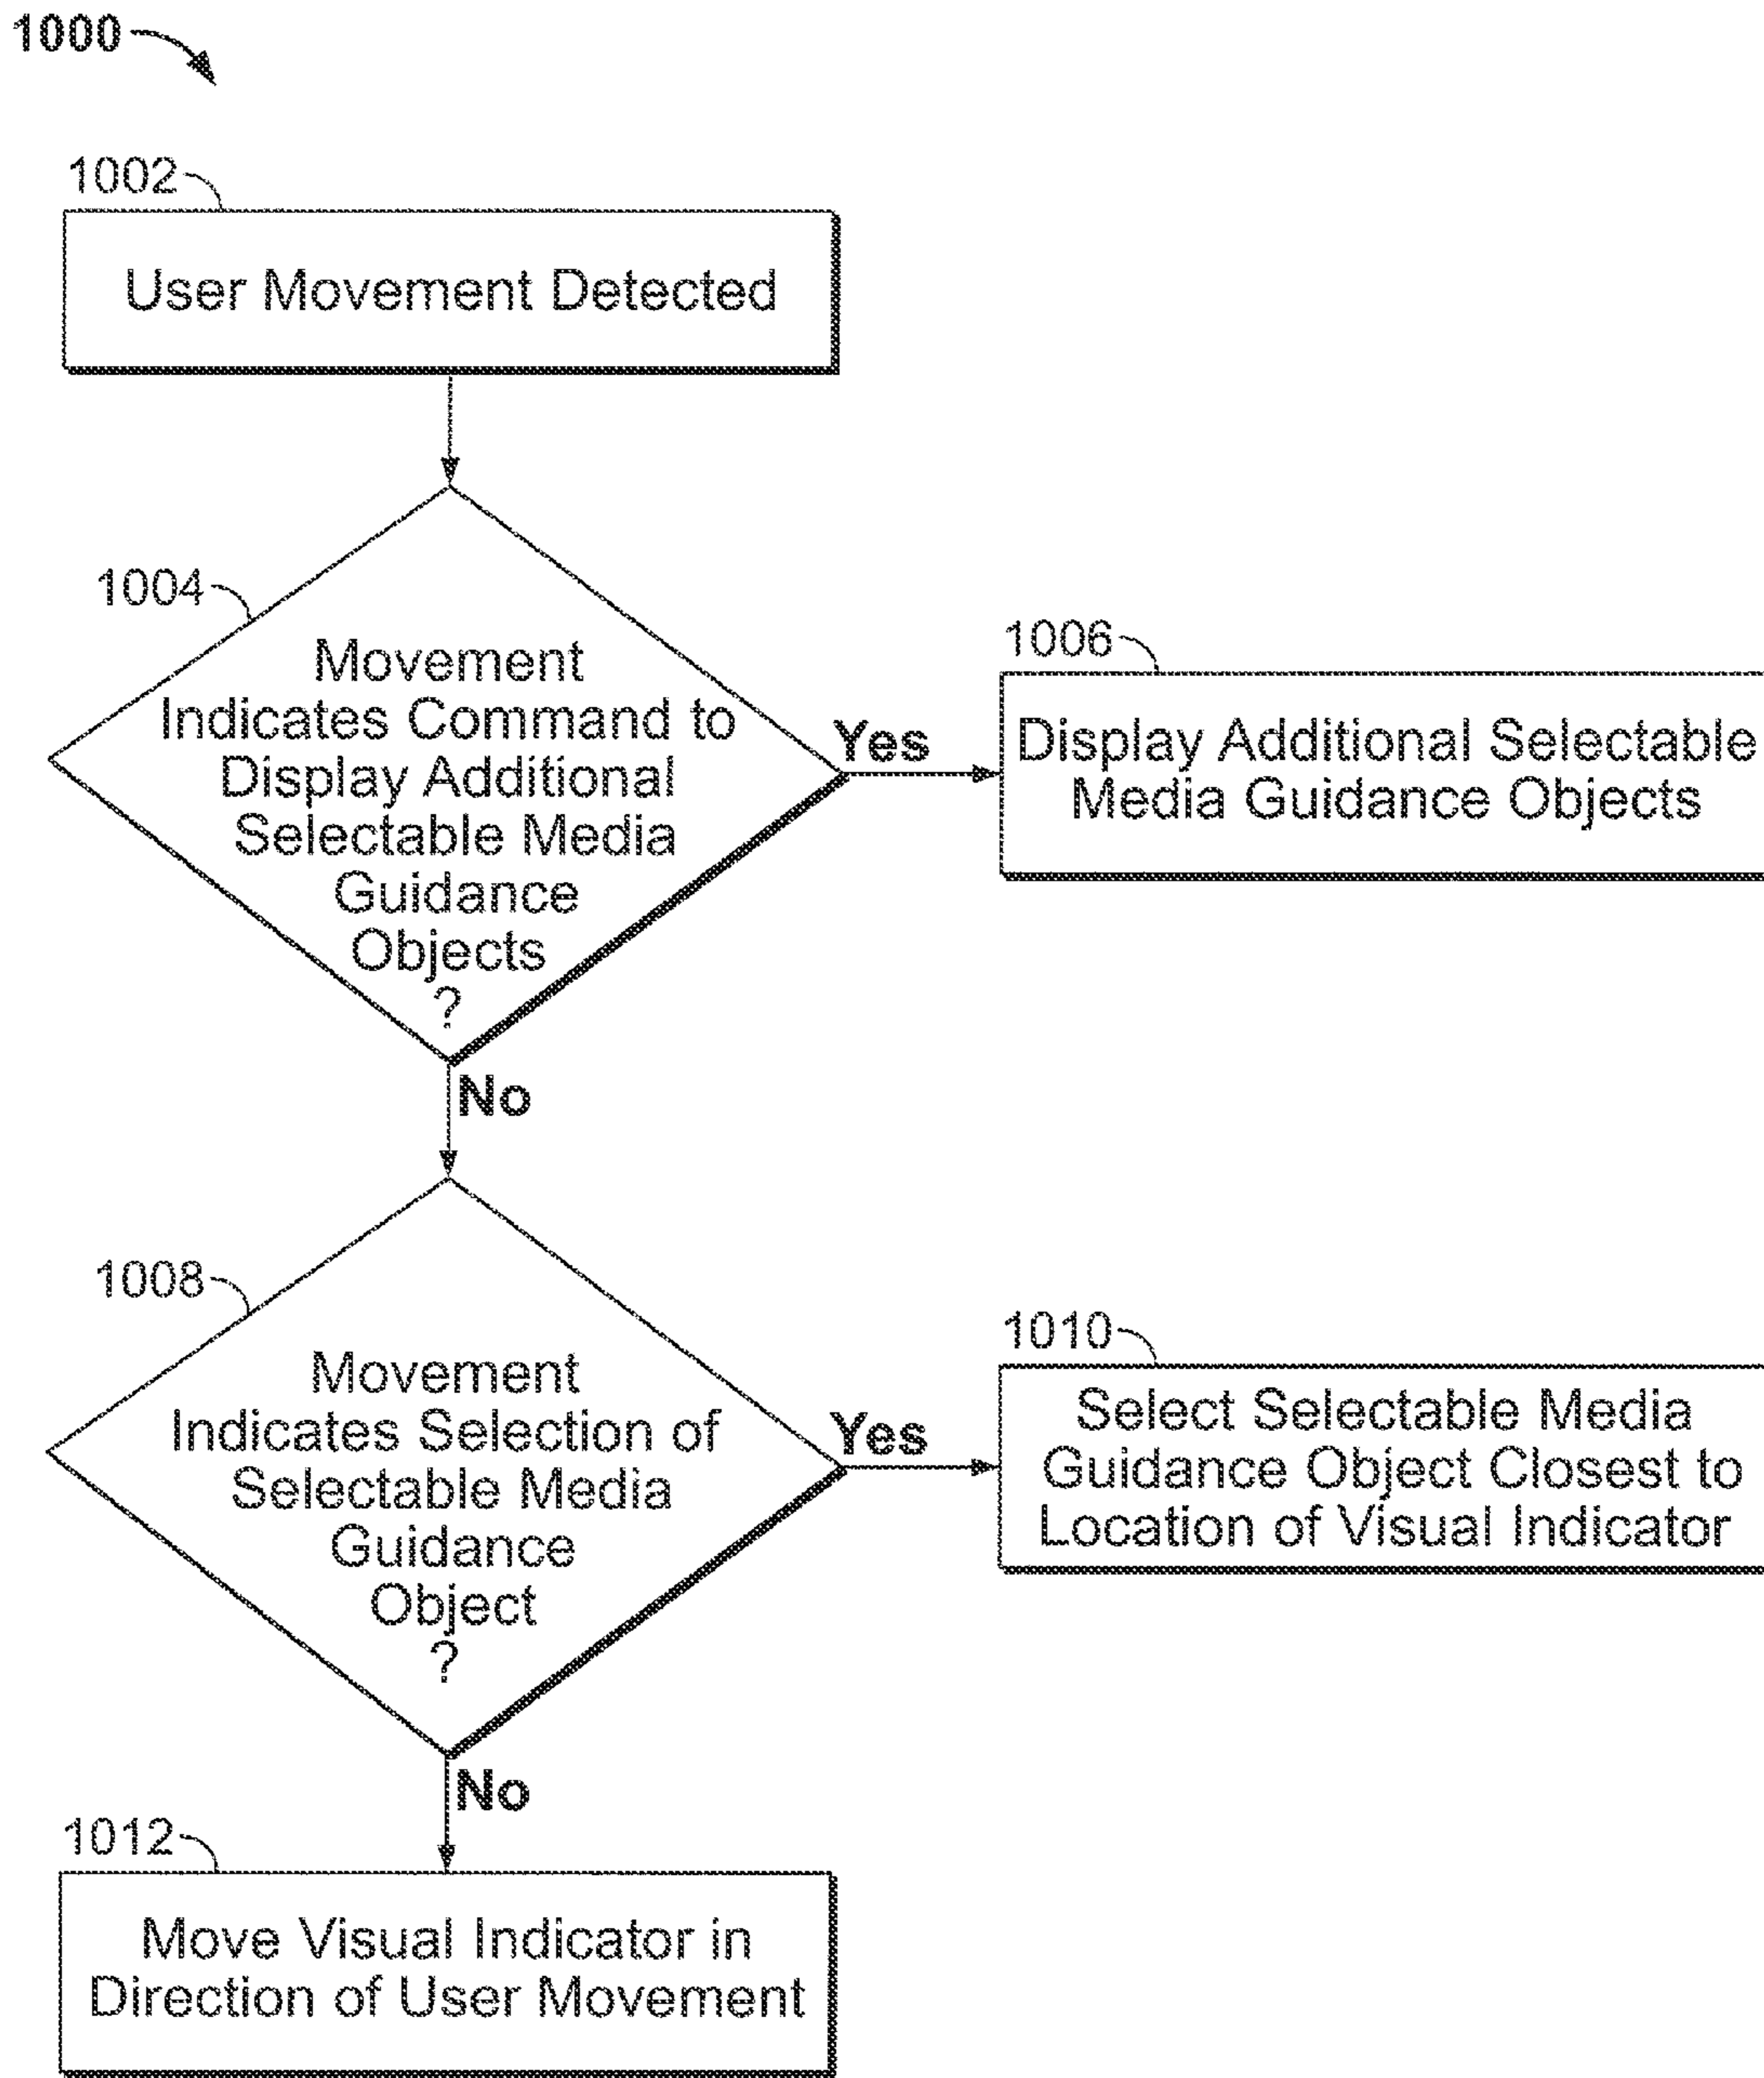 1000
1002
User Movement Detected
1004
Movement
Indicates Command to
Display Additional
Selectable Media
Guidance
Objects
?
Yes
1006
Display Additional Selectable
Media Guidance Objects
No
1008
Movement
Indicates Selection of
Selectable Media
Guidance
Object
?
Yes
1010
Select Selectable Media
Guidance Object Closest to
Location of Visual Indicator
No
1012
Move Visual Indicator in
Direction of User Movement